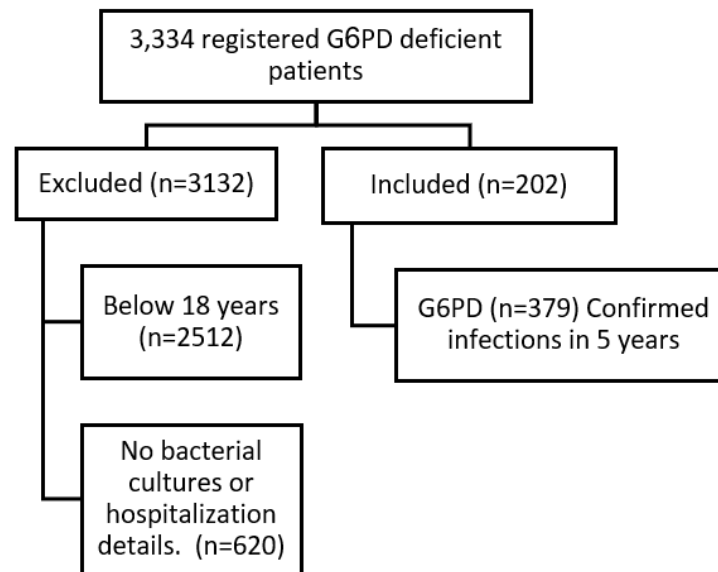 3,334 registered G6PD deficient
patients
Excluded (n=3132)
Included (n=202)
Below 18 years
(n=2512)
G6PD (n=379) Confirmed
infections in 5 years
No bacterial
cultures or
hospitalization
details. (n=620)